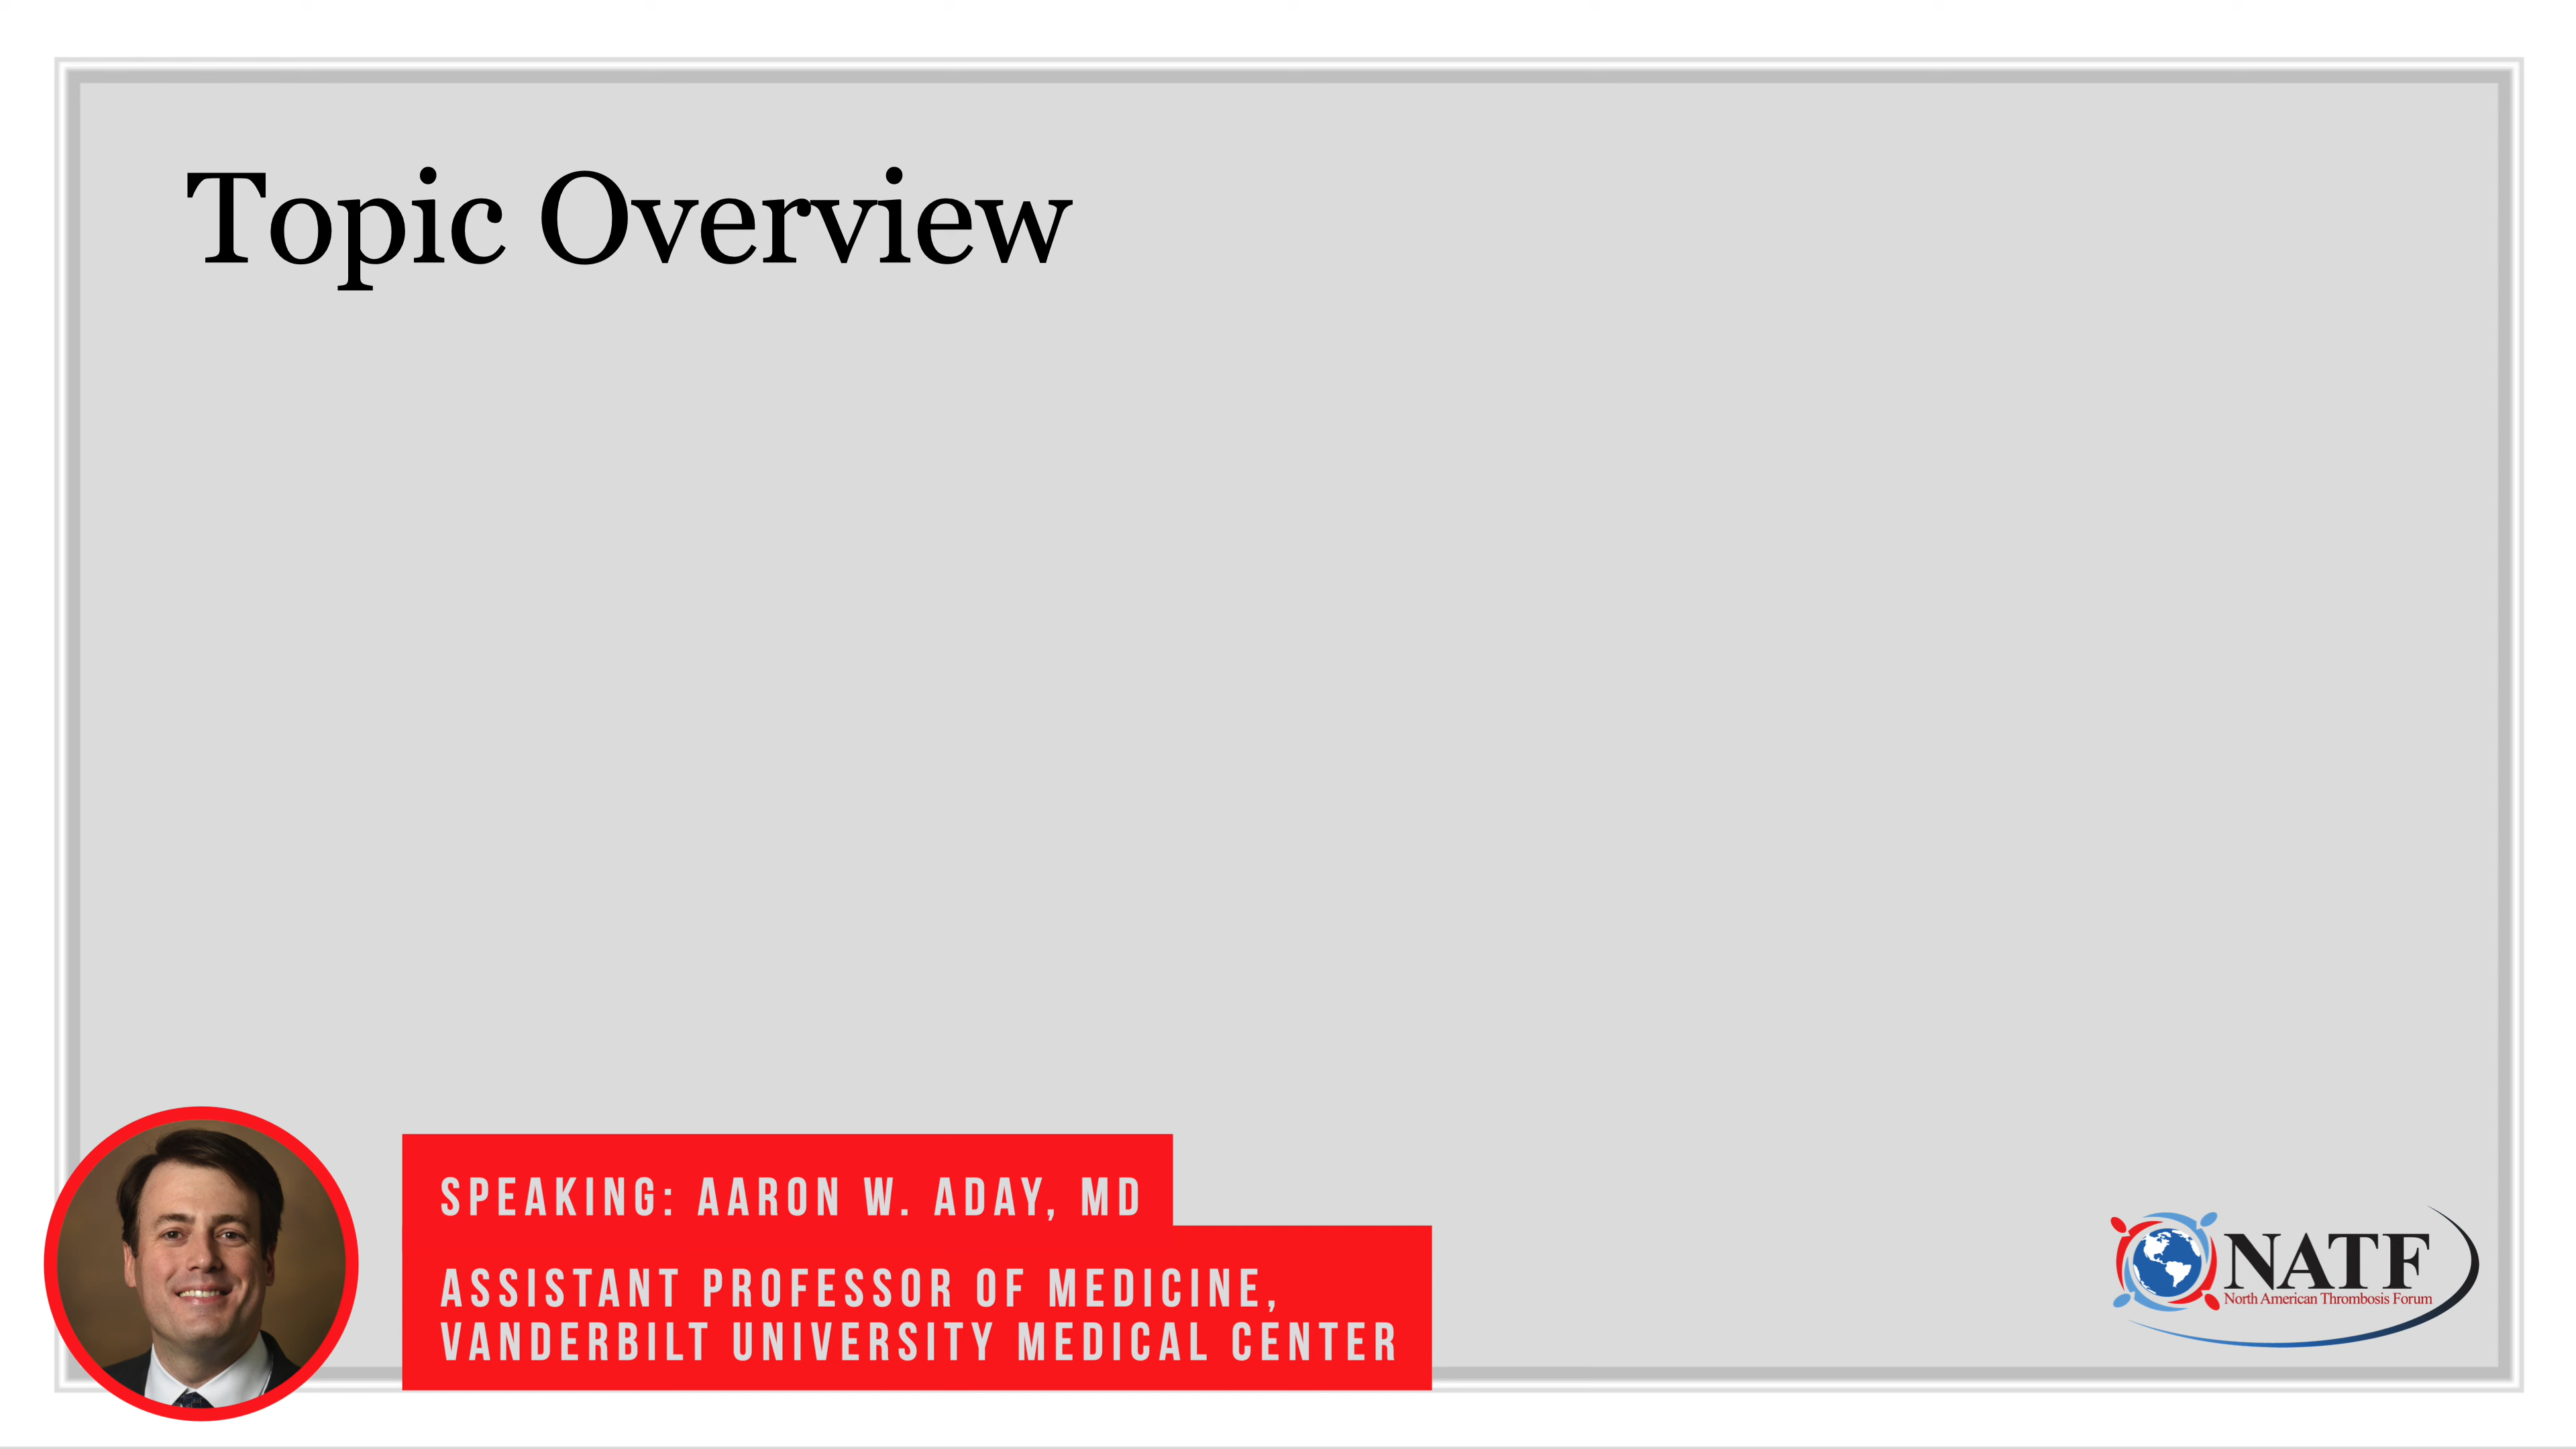 Topic Overview
SPEAKING: AARON W. ADAY, MD
ASSISTANT PROFESSOR OF MEDICINE,
VANDERBILT UNIVERSITY MEDICAL CENTER
NATF
North American Thrombosis Forum